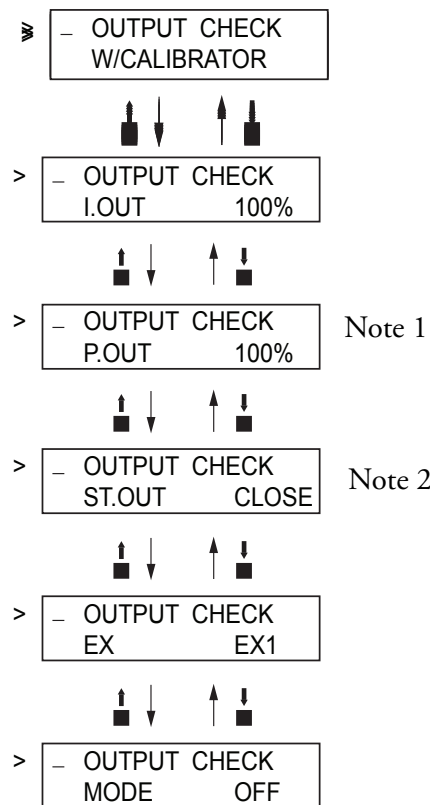 _ OUTPUT CHECK
W/CALIBRATOR
> _ OUTPUT CHECK
I.OUT 100%
> _ OUTPUT CHECK
P.OUT 100%
Note 1
> _ OUTPUT CHECK
ST.OUT CLOSE
Note 2
> _ OUTPUT CHECK
EX EX1
> _ OUTPUT CHECK
MODE OFF